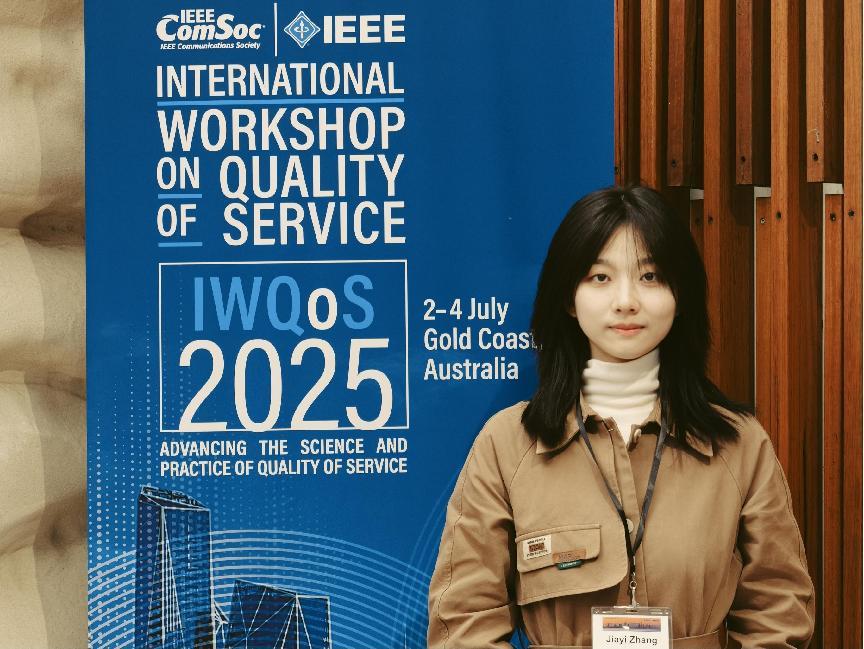 IEEE
ComSoc
IEEE Communications Society
IEEE
INTERNATIONAL
WORKSHOP
ON QUALITY
OF SERVICE
IWQoS
2025
2–4 July
Gold Coast
Australia
ADVANCING THE SCIENCE AND
PRACTICE OF QUALITY OF SERVICE
Jiayi Zhang